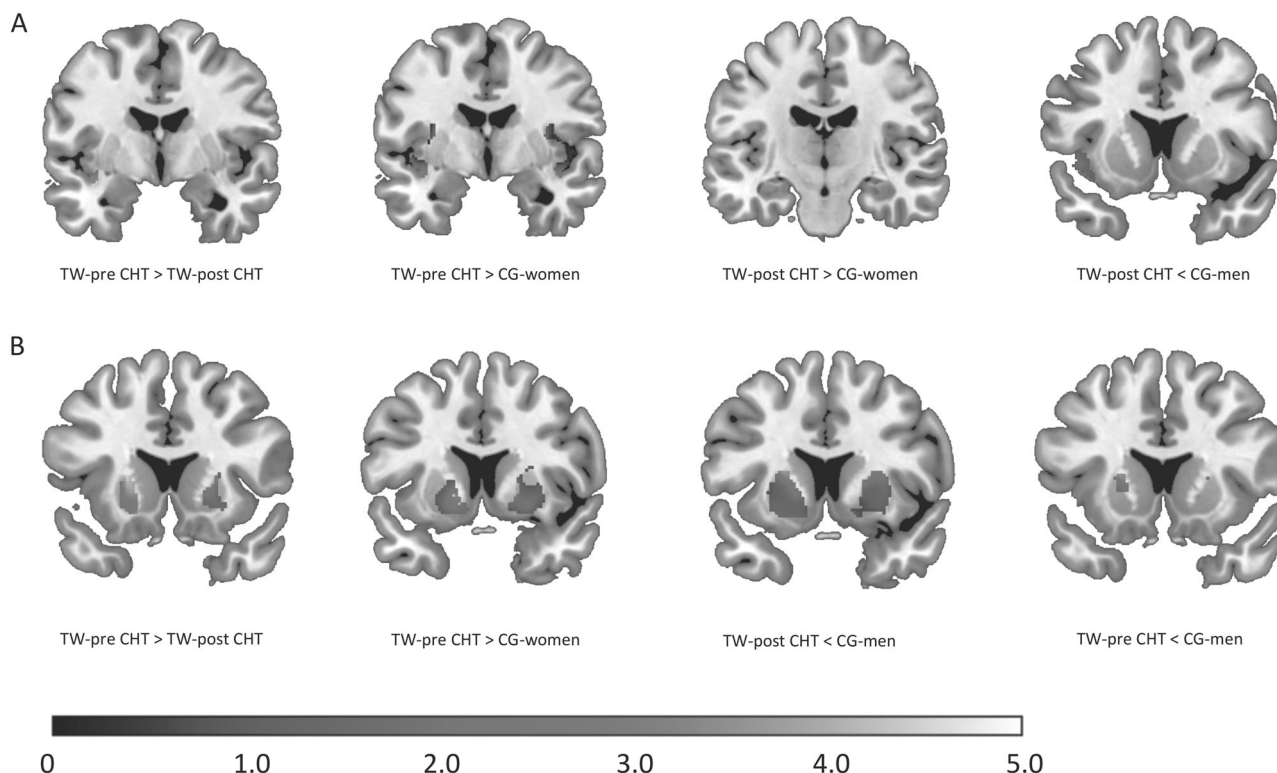 A
TW-pre CHT > TW-post CHT
TW-pre CHT > CG-women
TW-post CHT > CG-women
TW-post CHT < CG-men
B
TW-pre CHT > TW-post CHT
TW-pre CHT > CG-women
TW-post CHT < CG-men
TW-pre CHT < CG-men
0 1.0 2.0 3.0 4.0 5.0